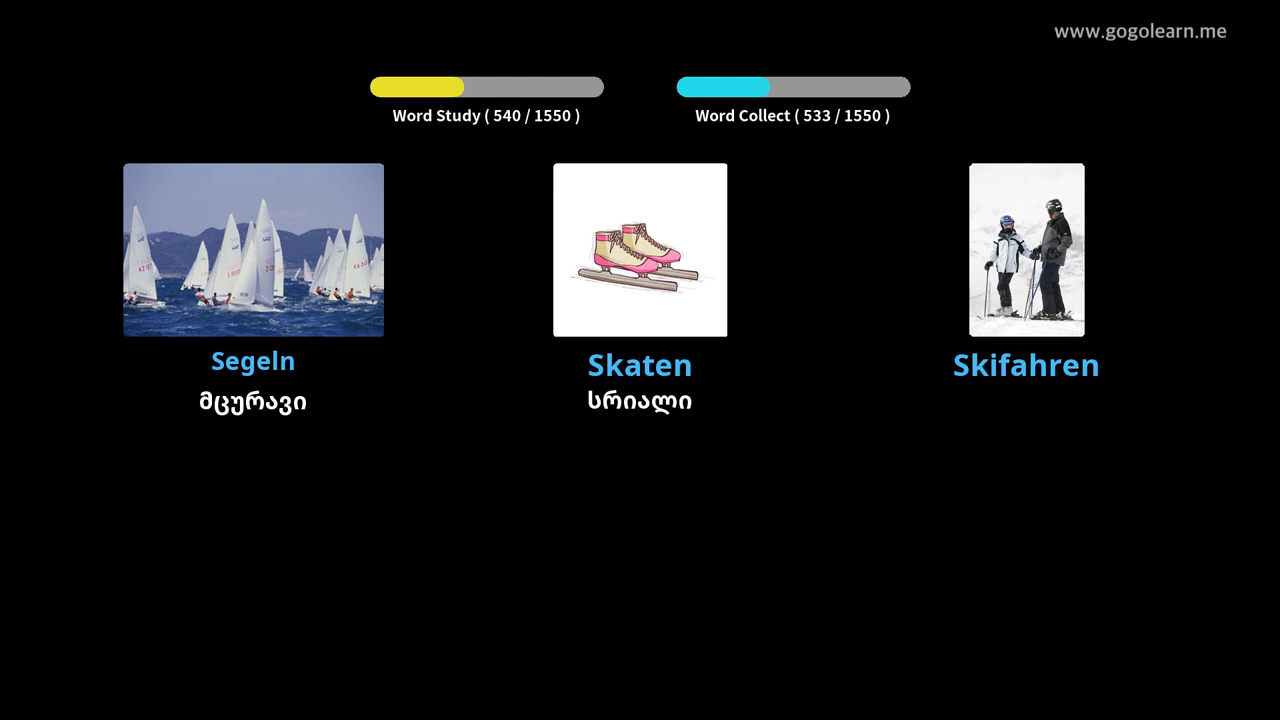 www.gogolearn.me
Word Study ( 540 / 1550 )
Word Collect ( 533 / 1550 )
Segeln
მცურავი
Skaten
სრიალი
Skifahren